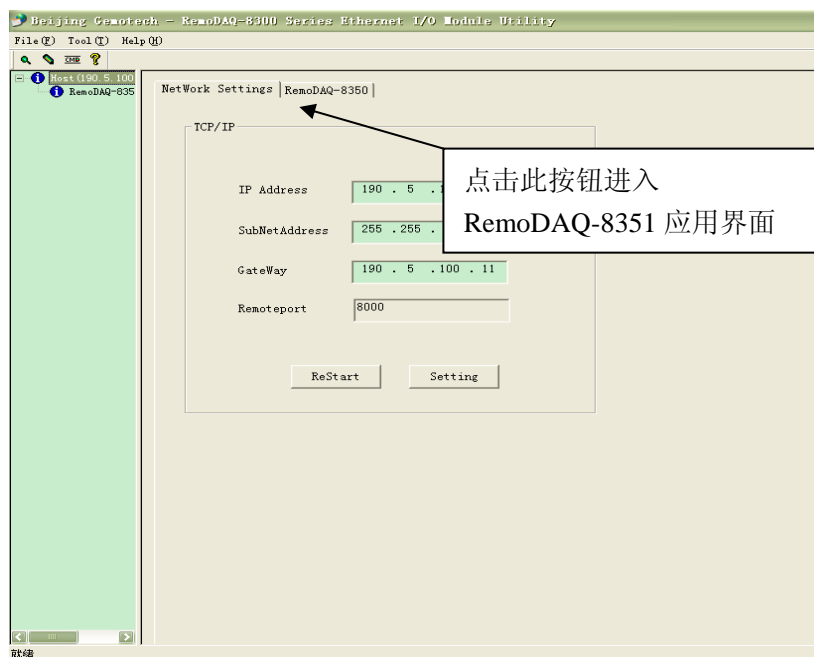 Beijing Gemotech - RemoDAQ-8300 Series Ethernet I/O Module Utility
File(F) Tool(T) Help(H)
CMD
Host(190.5.100
RemoDAQ-835
NetWork Settings RemoDAQ-8350
TCP/IP
点击此按钮进入
RemoDAQ-8351 应用界面
IP Address 190 . 5 .
SubNetAddress 255 .255 .
GateWay 190 . 5 .100 . 11
Remoteport 8000
ReStart Setting
就绪